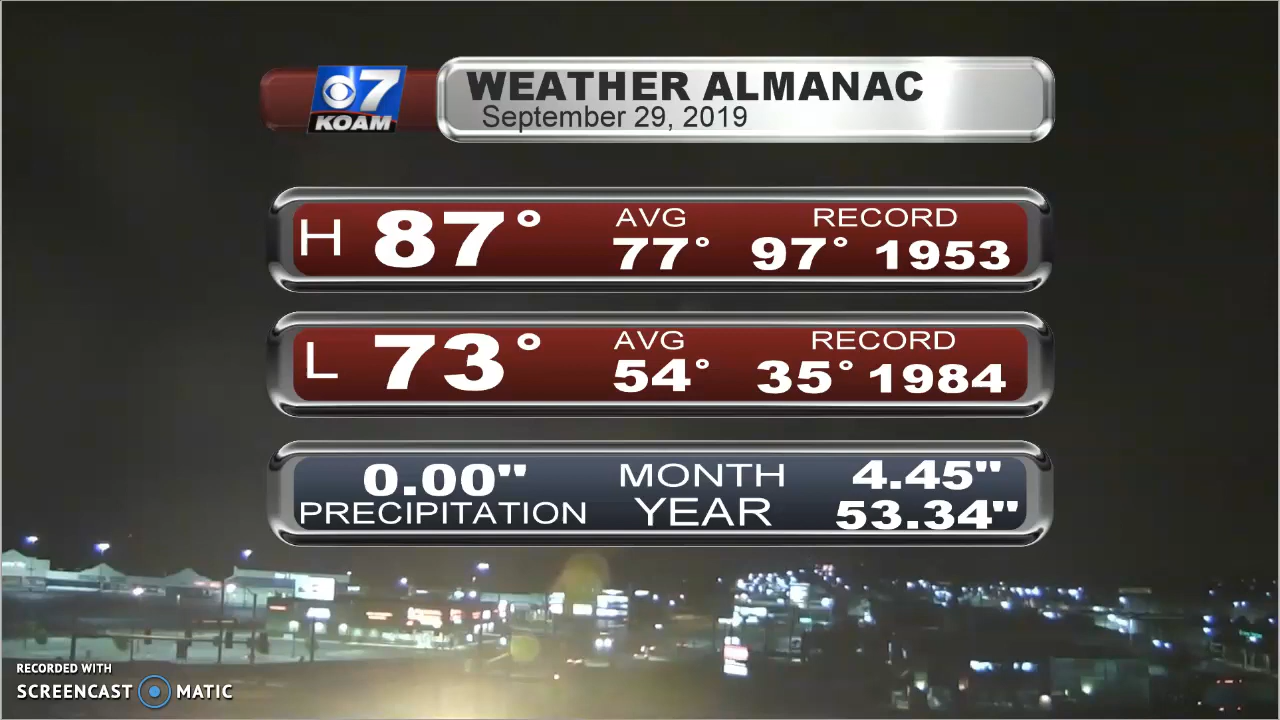 7
KOAM
WEATHER ALMANAC
September 29, 2019
H 87° AVG 77° RECORD 97° 1953
L 73° AVG 54° RECORD 35° 1984
0.00" MONTH 4.45"
PRECIPITATION YEAR 53.34"
RECORDED WITH
SCREENCAST MATIC